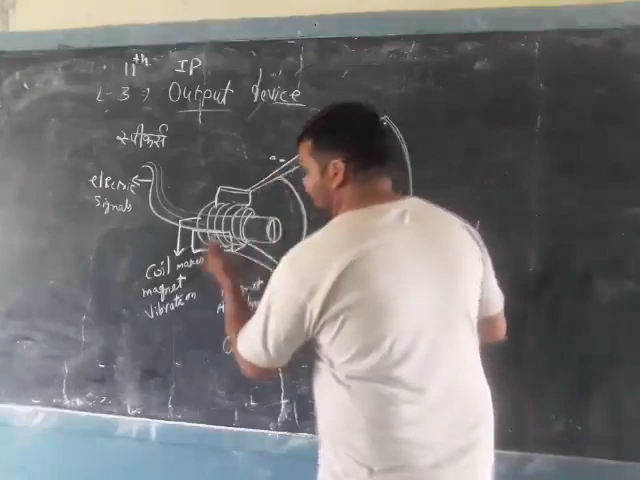 11th IP
L-3 => Output Device
स्पीकर्स
electric
signals
Coil makes
magnet
vibration